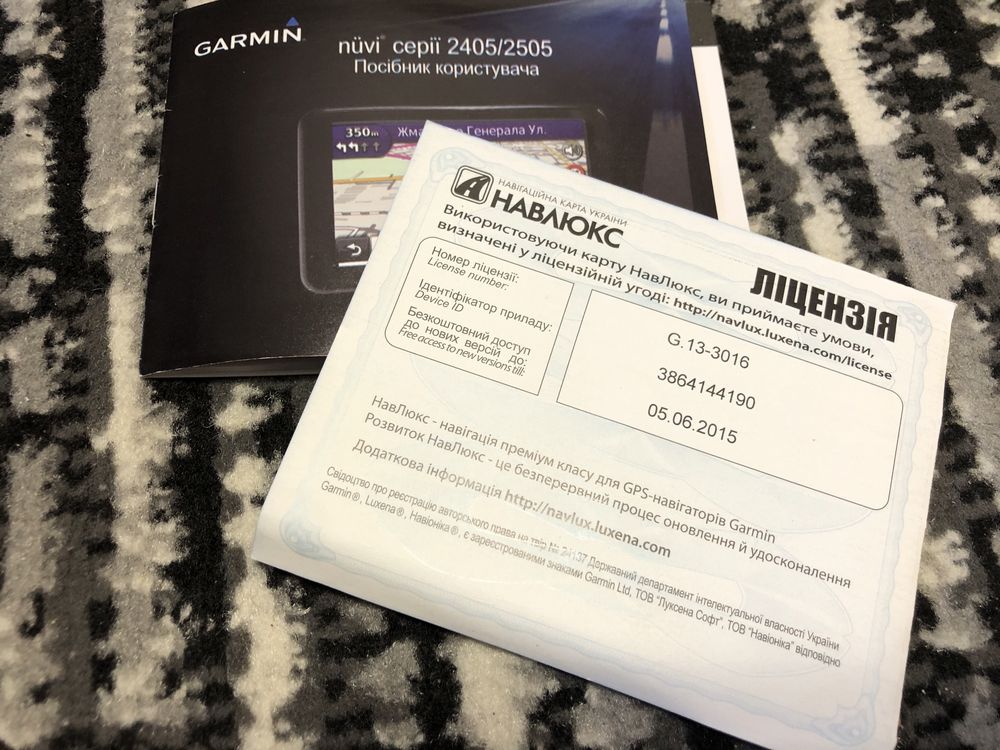 GARMIN
nüvi® серії 2405/2505
Посібник користувача
350m
Генерала Ул.
НАВІГАЦІЙНА КАРТА УКРАЇНИ
НАВЛЮКС
ЛІЦЕНЗІЯ
Використовуючи карту НавЛюкс, ви приймаєте умови,
визначені у ліцензійній угоді: http://navlux.luxena.com/license
Номер ліцензії:
License number:
G.13-3016
Ідентифікатор приладу:
Device ID
3864144190
Безкоштовний доступ
до нових версій до:
Free access to new versions till:
05.06.2015
НавЛюкс - навігація преміум класу для GPS-навігаторів Garmin
Розвиток НавЛюкс - це безперервний процес оновлення й удосконалення
Додаткова інформація http://navlux.luxena.com
Свідоцтво про реєстрацію авторського права на твір № 24137 Державний департамент інтелектуальної власності України
Garmin®, Luxena®, Навіоніка®, є зареєстрованими знаками Garmin Ltd, ТОВ "Луксена Софт", ТОВ "Навіоніка" відповідно